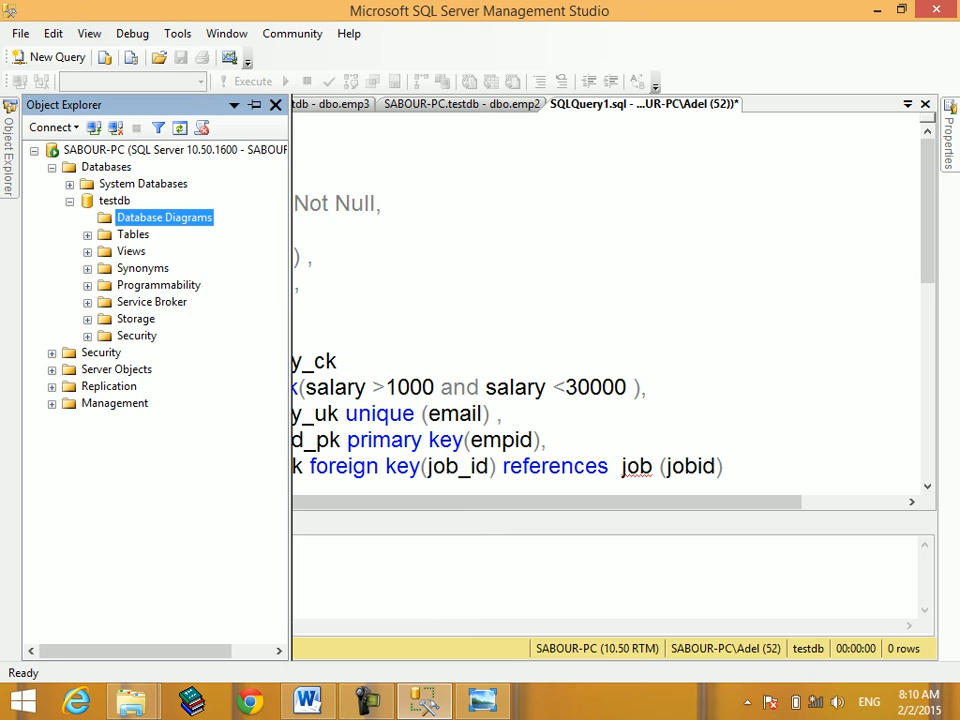 Microsoft SQL Server Management Studio
File Edit View Debug Tools Window Community Help
New Query
Execute
Object Explorer
tdb - dbo.emp3
SABOUR-PC.testdb - dbo.emp2
SQLQuery1.sql - ...UR-PC\Adel (52))*
Object Explorer
Properties
Connect
SABOUR-PC (SQL Server 10.50.1600 - SABOUR
Databases
System Databases
testdb
Database Diagrams
Tables
Views
Synonyms
Programmability
Service Broker
Storage
Security
Security
Server Objects
Replication
Management
Not Null,
) ,
,
y_ck
k(salary >1000 and salary <30000 ),
y_uk unique (email) ,
d_pk primary key(empid),
k foreign key(job_id) references job (jobid)
SABOUR-PC (10.50 RTM) SABOUR-PC\Adel (52) testdb 00:00:00 0 rows
Ready
ENG
8:10 AM
2/2/2015